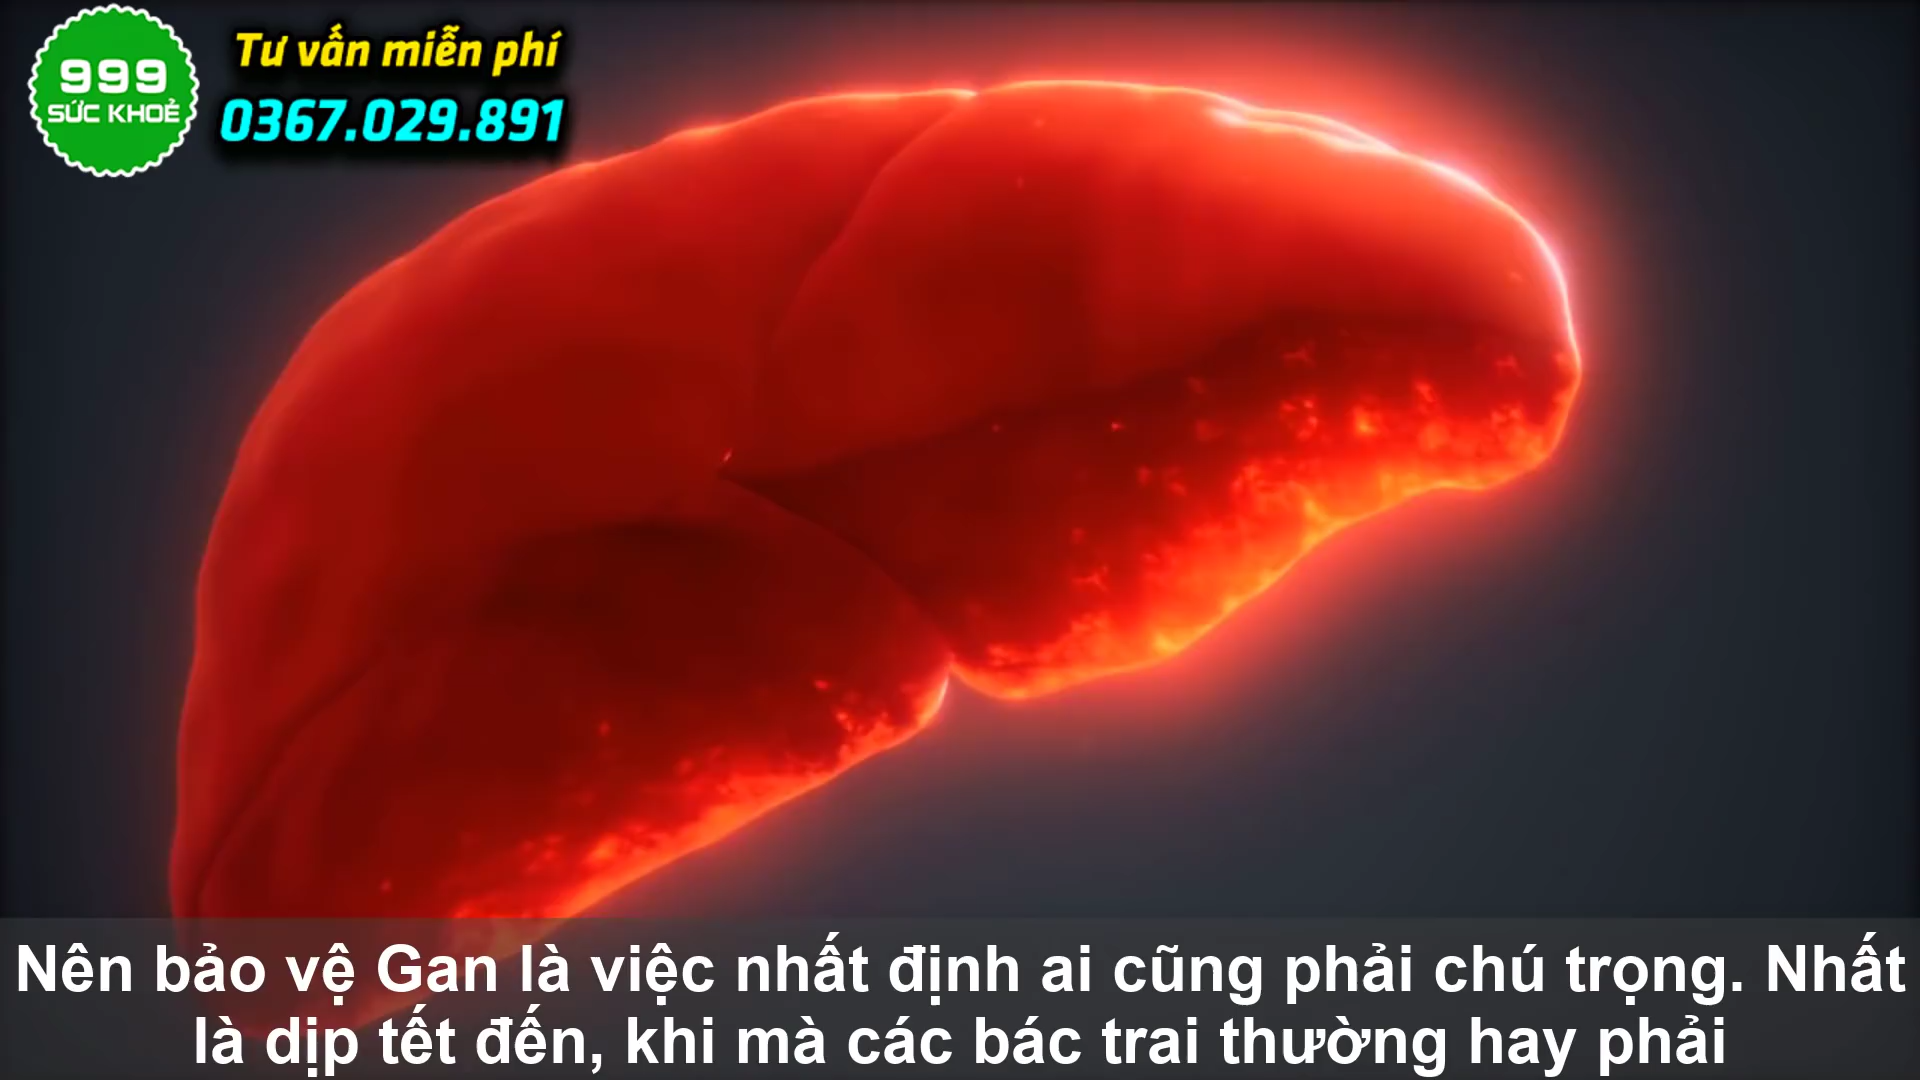 999
SỨC KHOẺ
Tư vấn miễn phí
0367.029.891
Nên bảo vệ Gan là việc nhất định ai cũng phải chú trọng. Nhất
là dịp tết đến, khi mà các bác trai thường hay phải